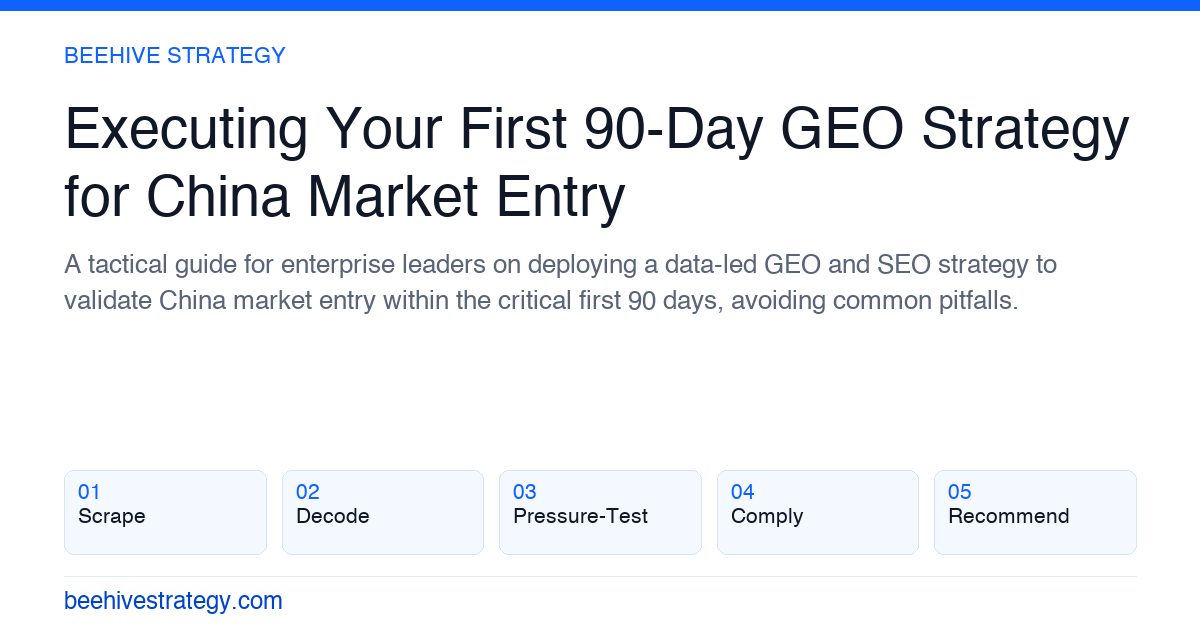 BEEHIVE STRATEGY
Executing Your First 90-Day GEO Strategy
for China Market Entry
A tactical guide for enterprise leaders on deploying a data-led GEO and SEO strategy to
validate China market entry within the critical first 90 days, avoiding common pitfalls.
01
Scrape
02
Decode
03
Pressure-Test
04
Comply
05
Recommend
beehivestrategy.com